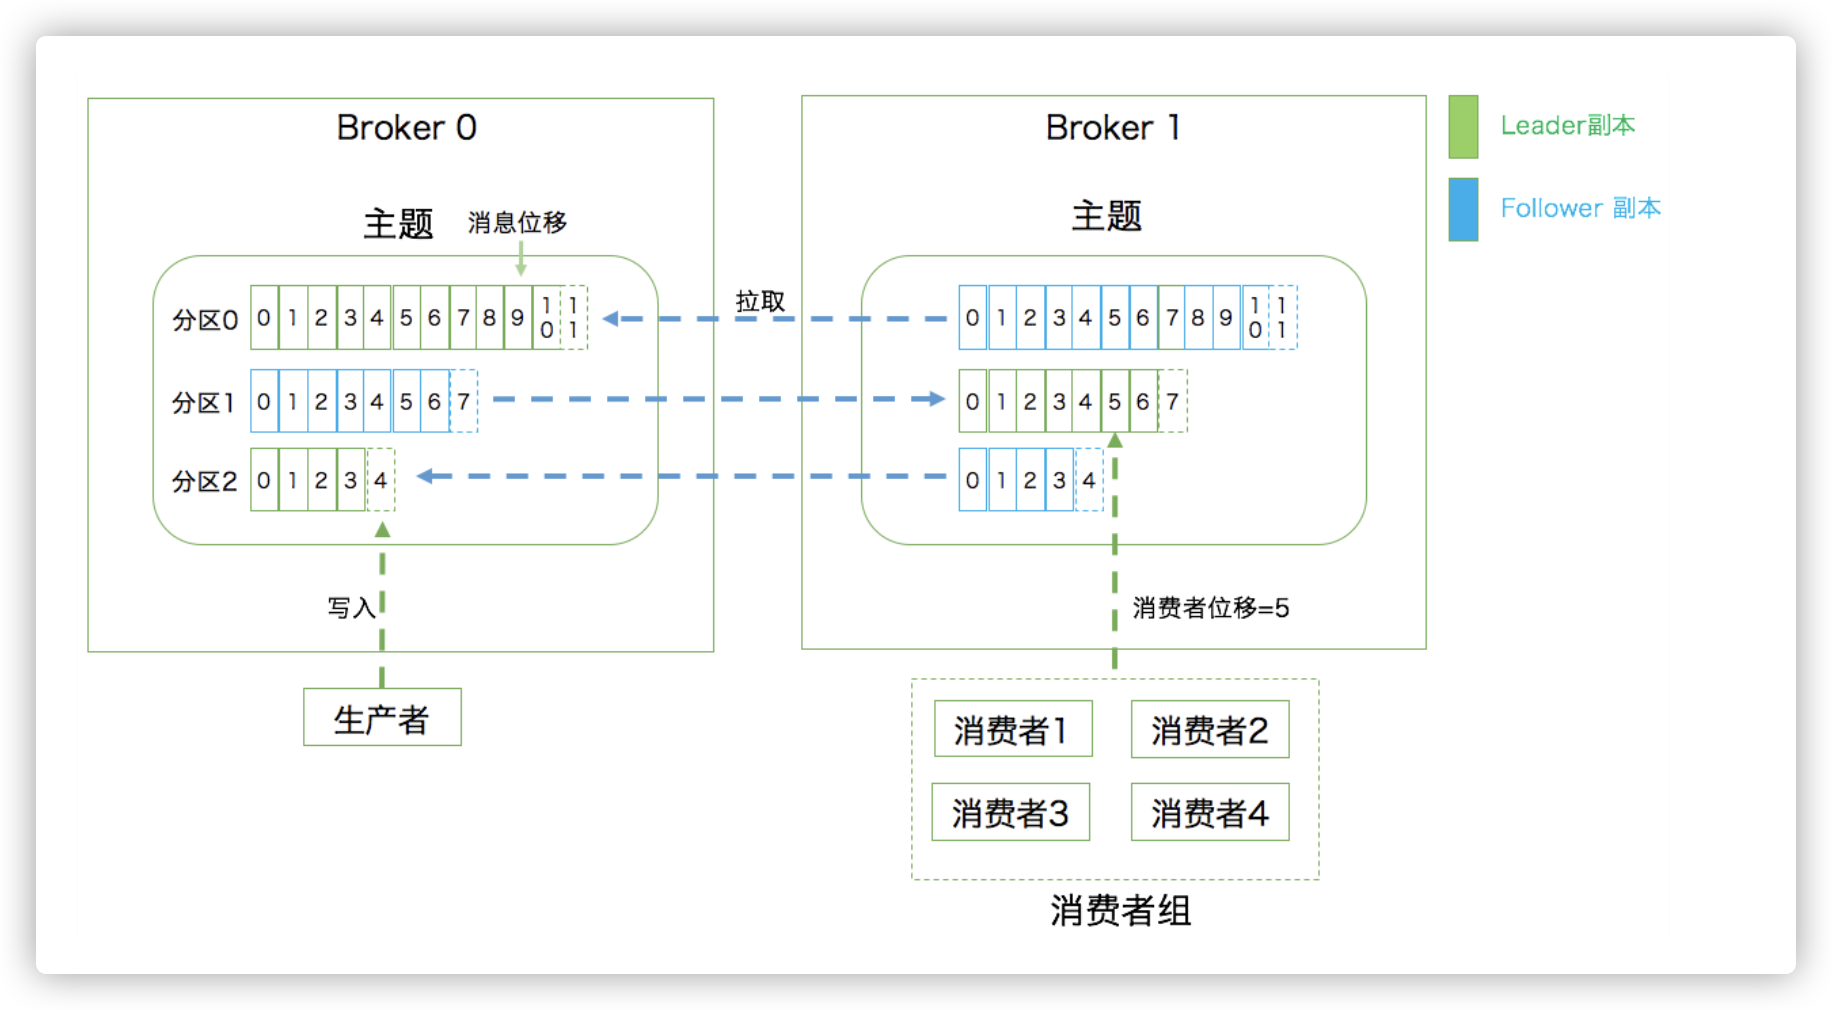 Broker 0
主题
消息位移
分区0 0 1 2 3 4 5 6 7 8 9 10 11
分区1 0 1 2 3 4 5 6 7
分区2 0 1 2 3 4
写入
生产者
拉取
Broker 1
主题
0 1 2 3 4 5 6 7 8 9 10 11
0 1 2 3 4 5 6 7
0 1 2 3 4
消费者位移=5
消费者1 消费者2
消费者3 消费者4
消费者组
Leader副本
Follower 副本